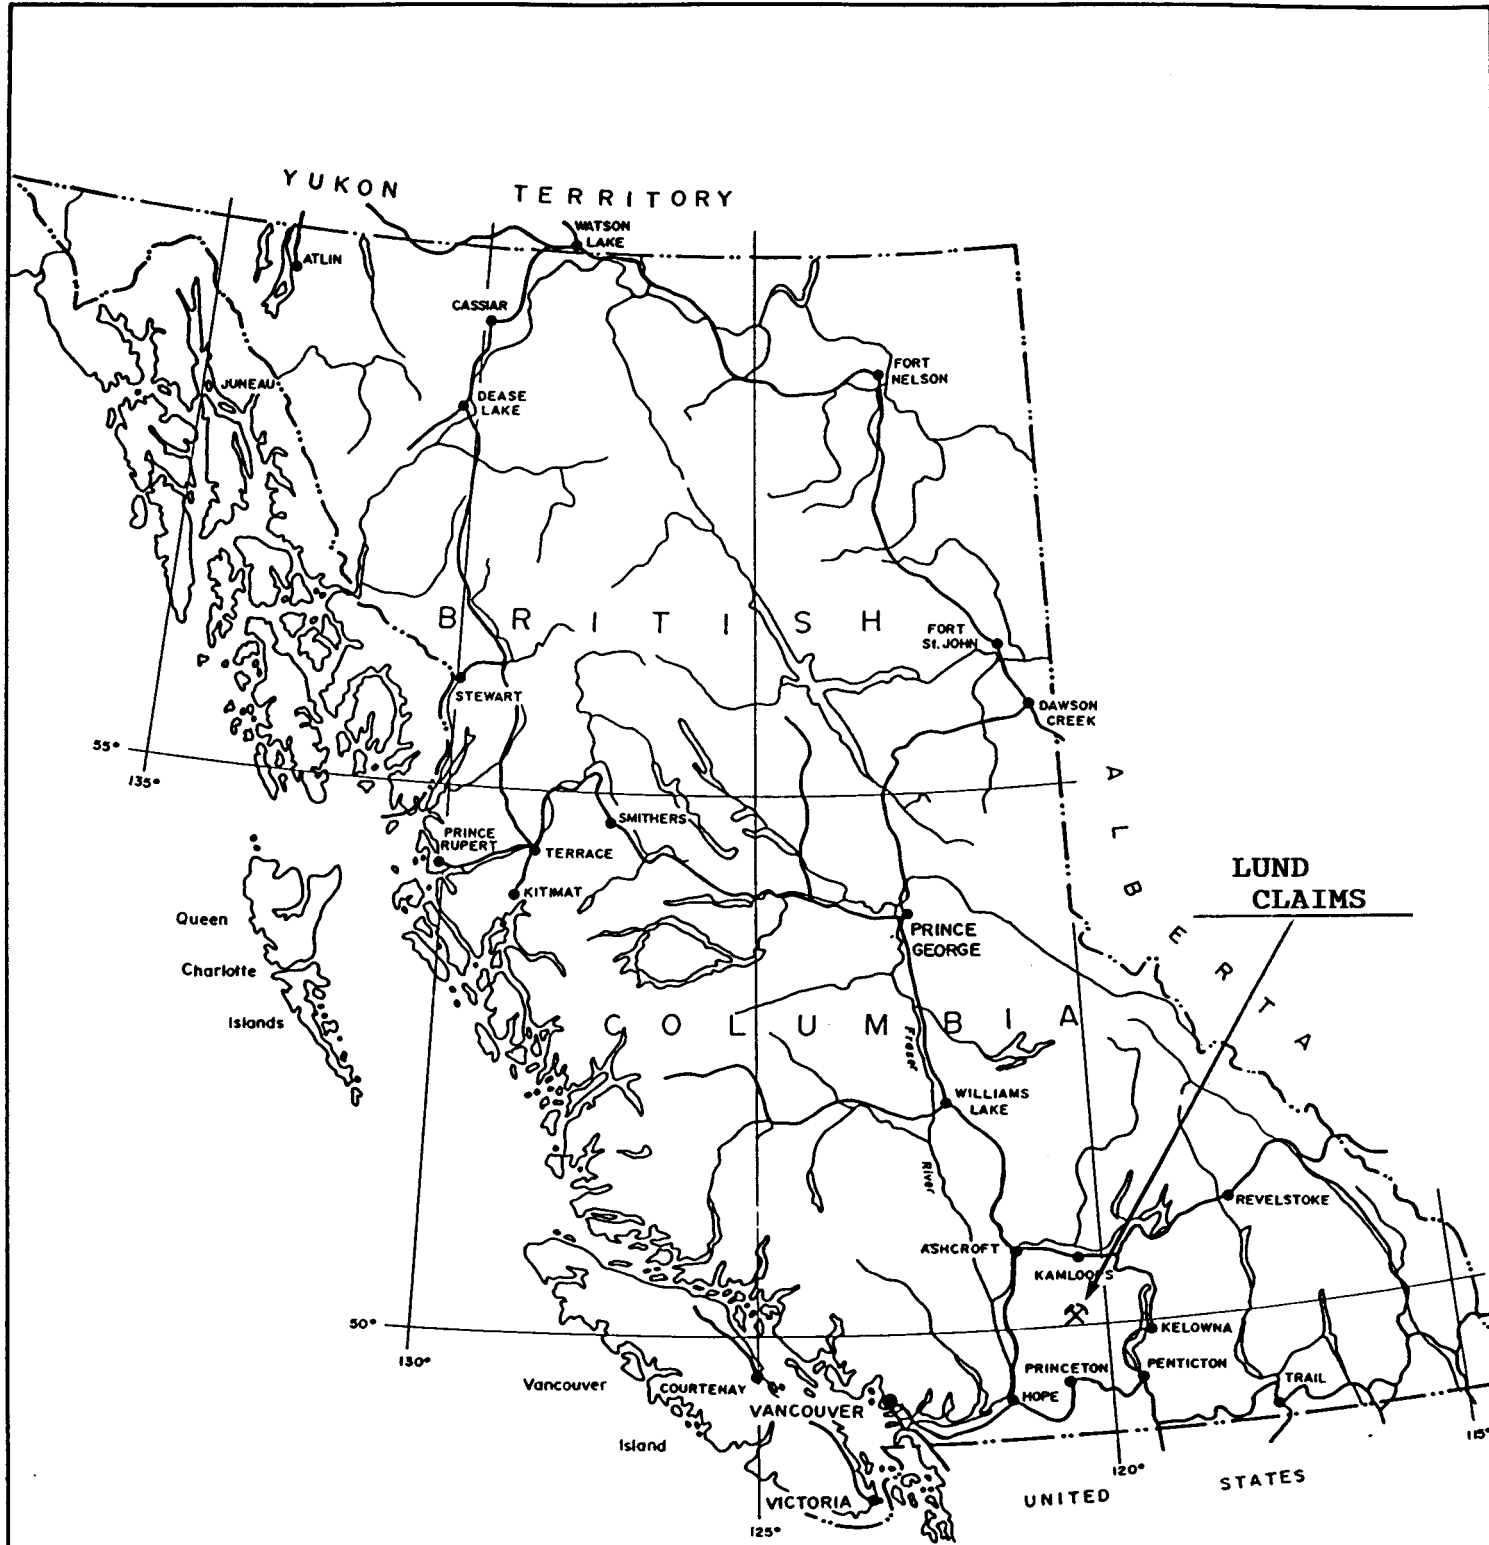 YUKON TERRITORY
WATSON
LAKE
ATLIN
CASSIAR
FORT
NELSON
JUNEAU
DEASE
LAKE
BRITISH
FORT
St. JOHN
STEWART
DAWSON
CREEK
55°
135°
ALBERTA
SMITHERS
PRINCE
RUPERT
TERRACE
KITIMAT
LUND
CLAIMS
Queen
Charlotte
Islands
PRINCE
GEORGE
COLUMBIA
Fraser
River
WILLIAMS
LAKE
REVELSTOKE
ASHCROFT
KAMLOOPS
50°
130°
KELOWNA
PRINCETON
PENTICTON
TRAIL
HOPE
Vancouver
Island
COURTENAY
VANCOUVER
VICTORIA
125°
120°
115°
UNITED STATES